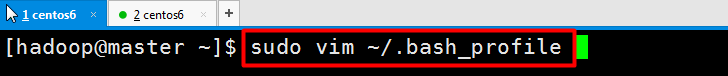 1 centos6 × 2 centos6 ×
[hadoop@master ~]$ sudo vim ~/.bash_profile